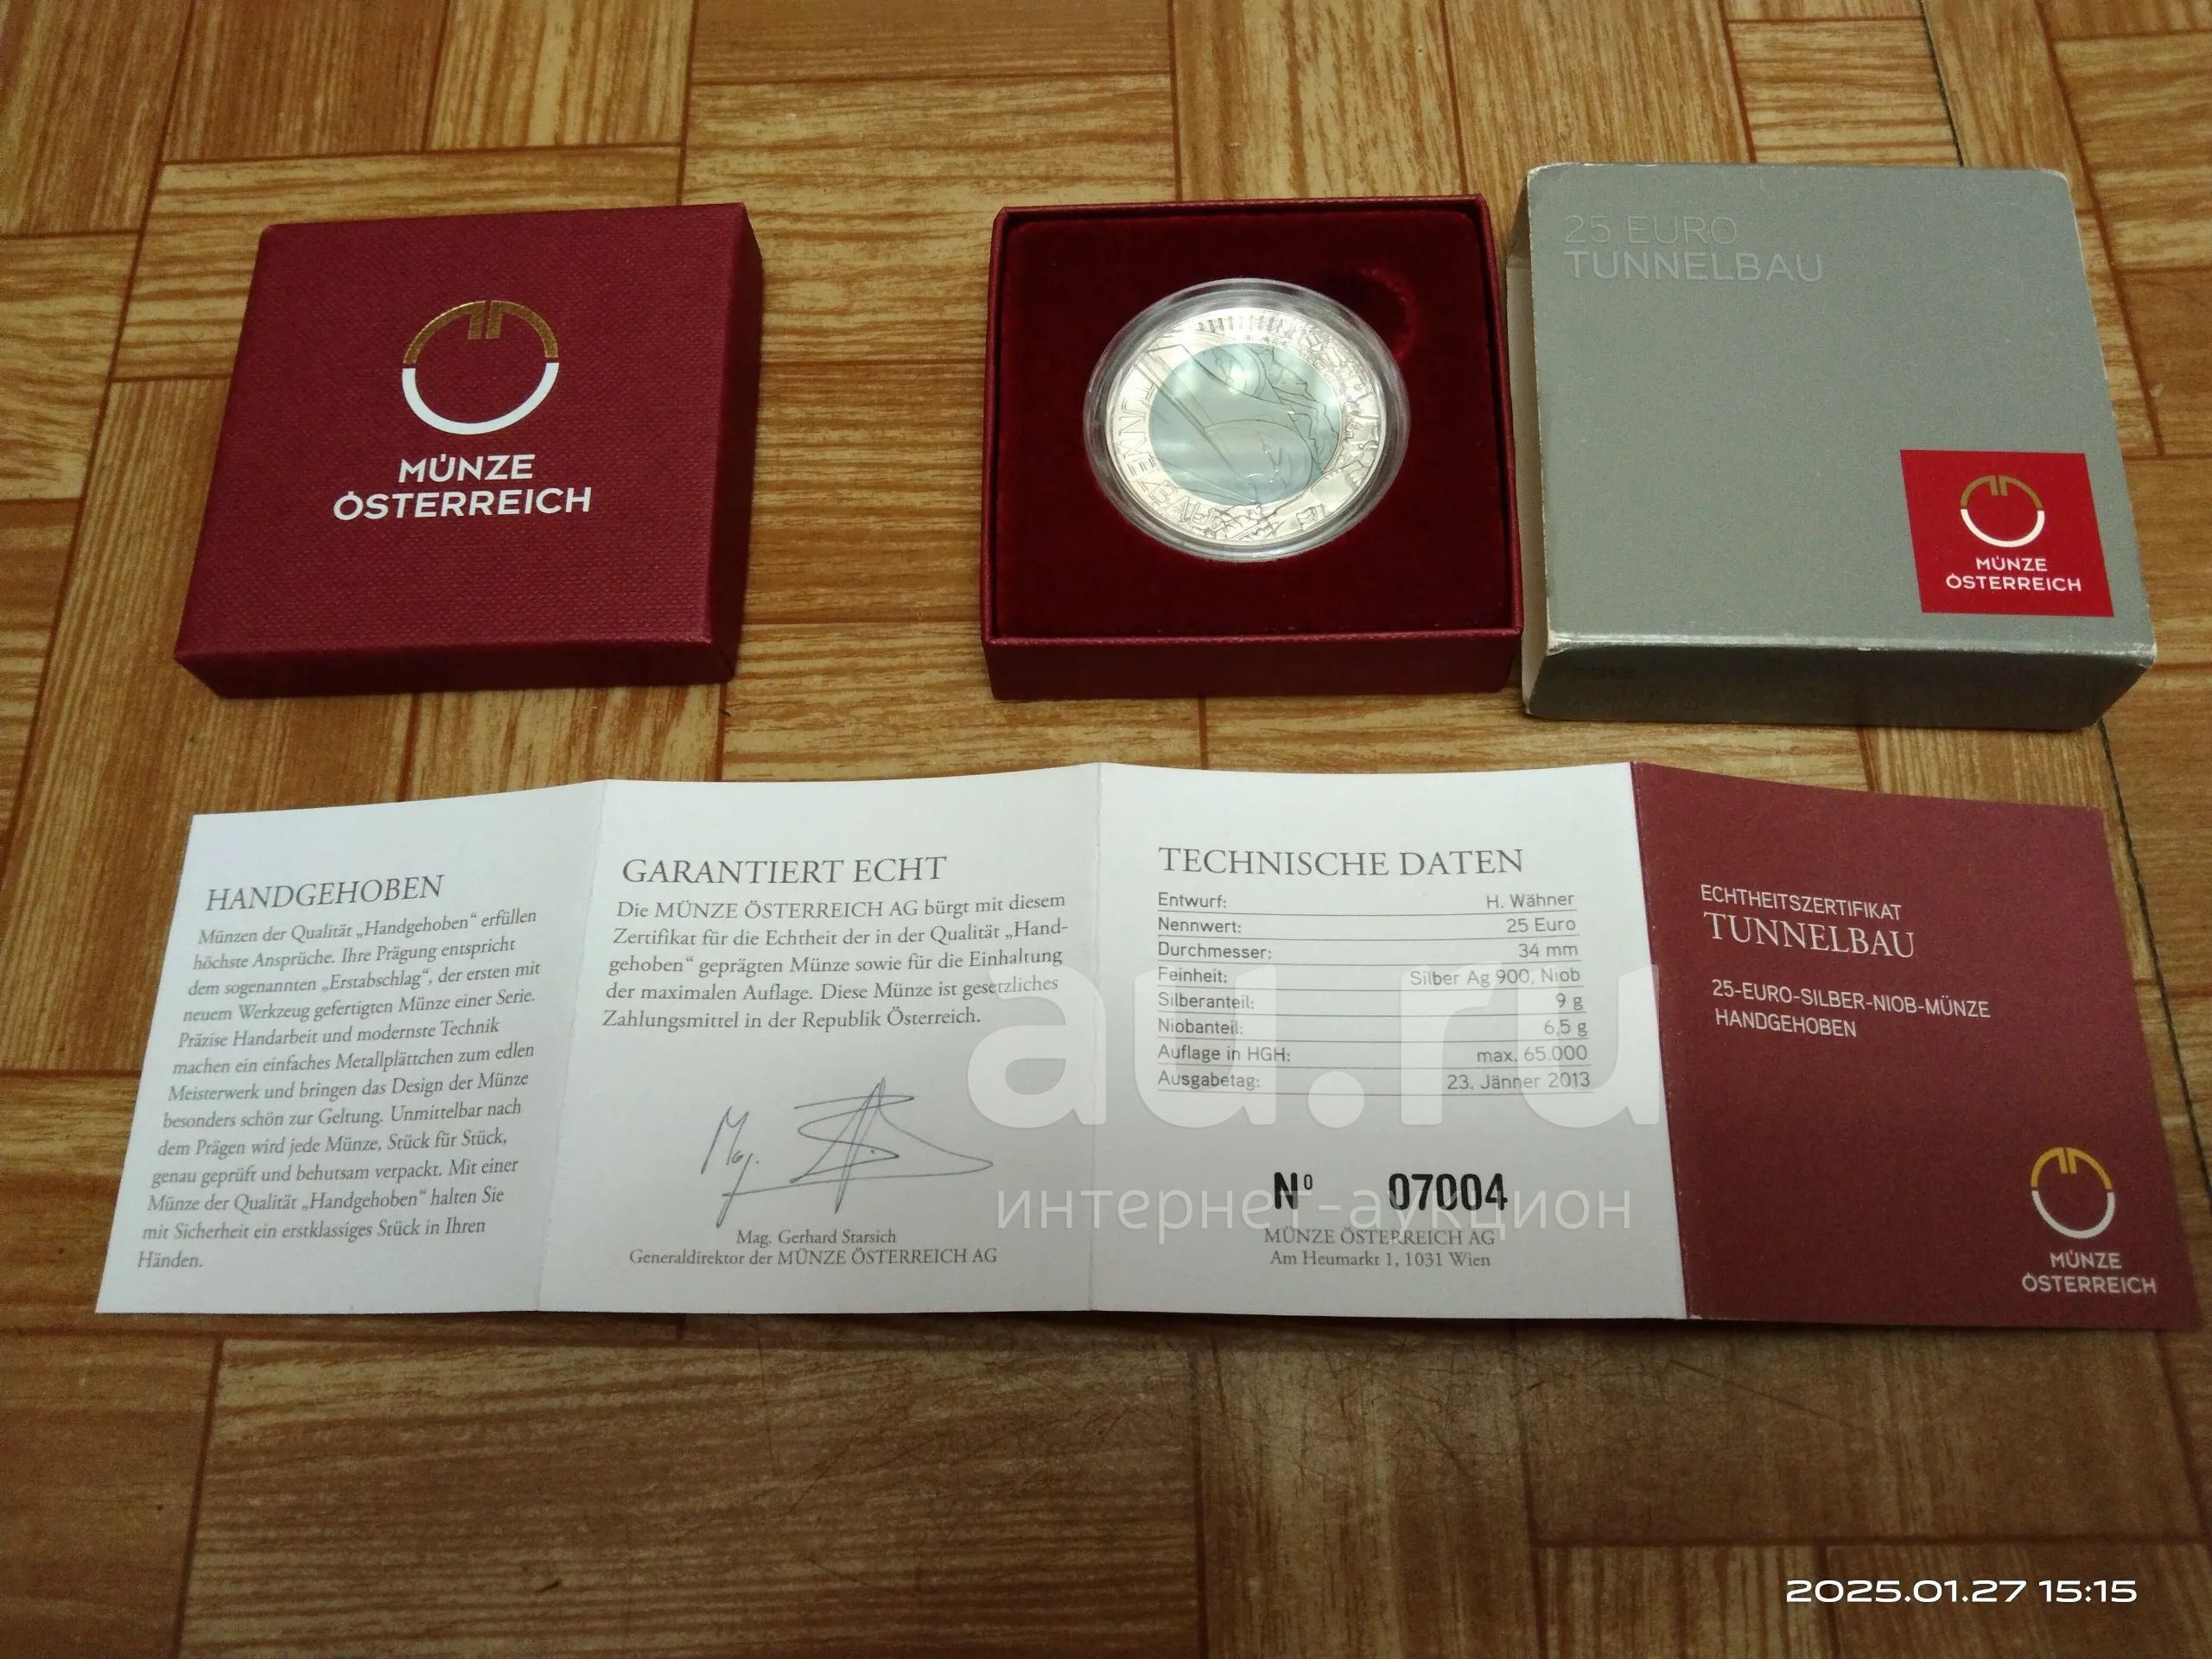 MÜNZE
ÖSTERREICH
25 EURO
TUNNELBAU
MÜNZE
ÖSTERREICH
HANDGEHOBEN
Münzen der Qualität „Handgehoben“ erfüllen
höchste Ansprüche. Ihre Prägung entspricht
dem sogenannten „Erstabschlag“, der ersten mit
neuem Werkzeug gefertigten Münze einer Serie.
Präzise Handarbeit und modernste Technik
machen ein einfaches Metallplättchen zum edlen
Meisterwerk und bringen das Design der Münze
besonders schön zur Geltung. Unmittelbar nach
dem Prägen wird jede Münze, Stück für Stück,
genau geprüft und behutsam verpackt. Mit einer
Münze der Qualität „Handgehoben“ halten Sie
mit Sicherheit ein erstklassiges Stück in Ihren
Händen.
GARANTIERT ECHT
Die MÜNZE ÖSTERREICH AG bürgt mit diesem
Zertifikat für die Echtheit der in der Qualität „Hand-
gehoben“ geprägten Münze sowie für die Einhaltung
der maximalen Auflage. Diese Münze ist gesetzliches
Zahlungsmittel in der Republik Österreich.
Mag.
Mag. Gerhard Starsich
Generaldirektor der MÜNZE ÖSTERREICH AG
TECHNISCHE DATEN
Entwurf: H. Wähner
Nennwert: 25 Euro
Durchmesser: 34 mm
Feinheit: Silber Ag 900, Niob
Silberanteil: 9 g
Niobanteil: 6,5 g
Auflage in HGH: max. 65.000
Ausgabetag: 23. Jänner 2013
Nº 07004
MÜNZE ÖSTERREICH AG
Am Heumarkt 1, 1031 Wien
ECHTHEITSZERTIFIKAT
TUNNELBAU
25-EURO-SILBER-NIOB-MÜNZE
HANDGEHOBEN
MÜNZE
ÖSTERREICH
au.ru
интернет-аукцион
2025.01.27 15:15